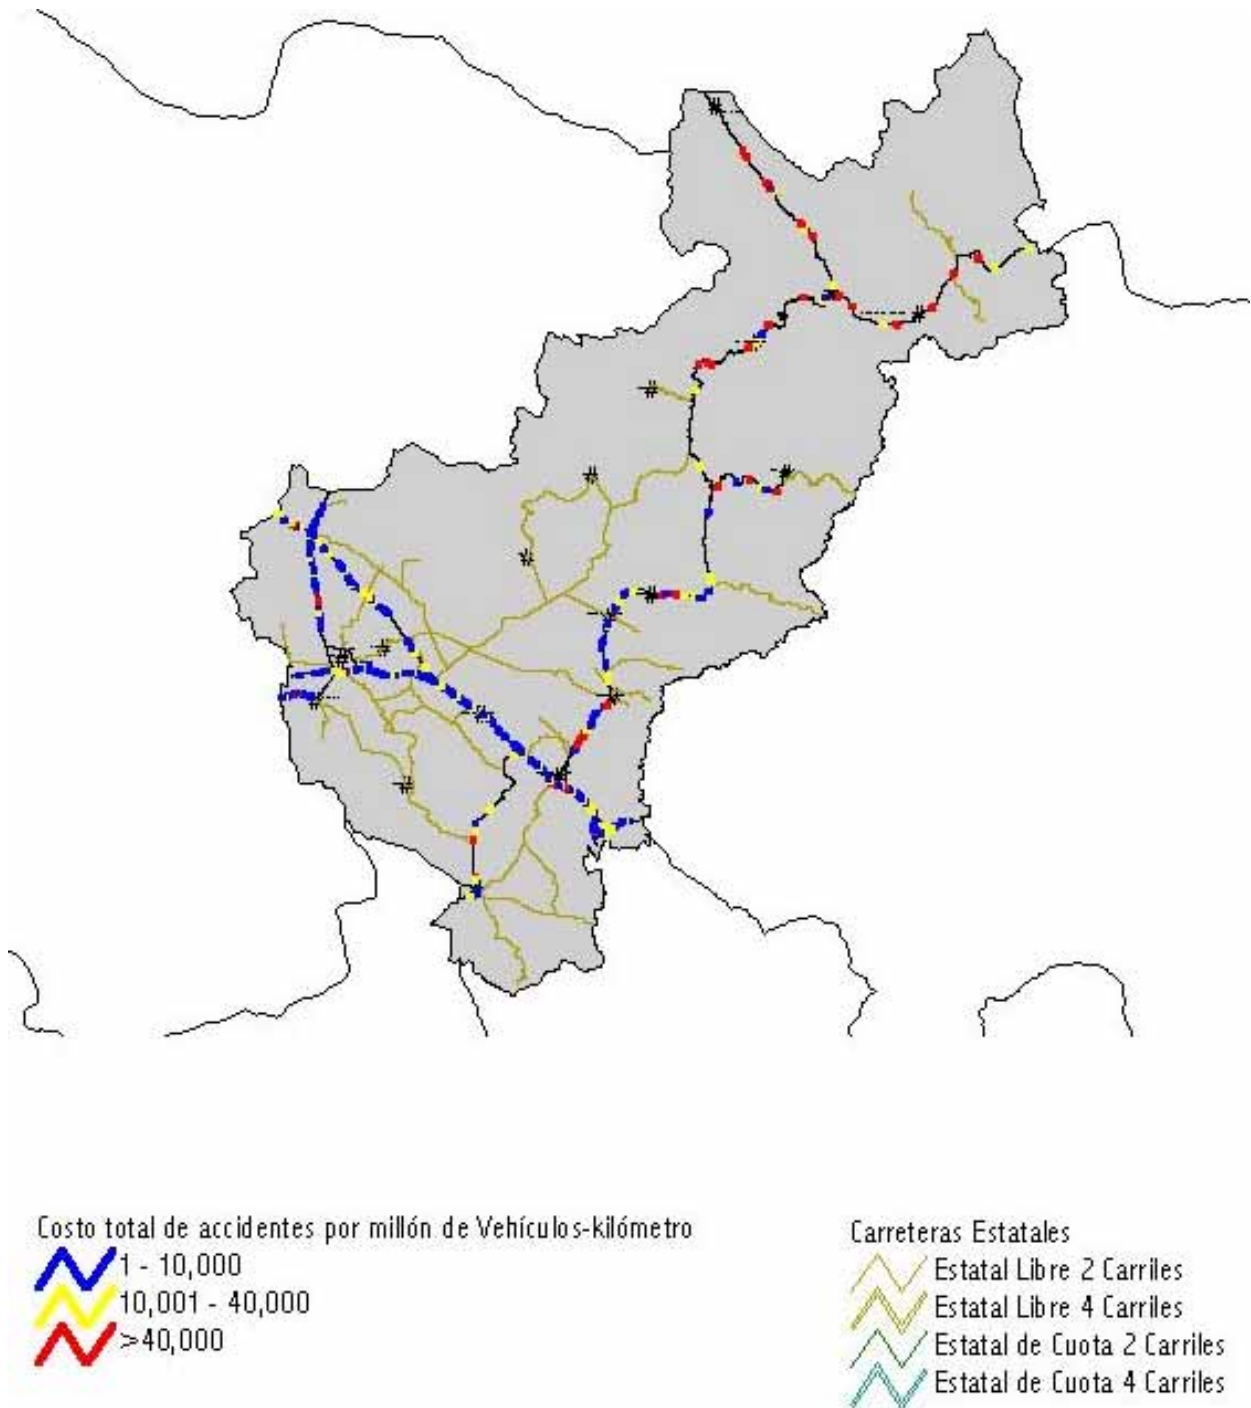 Costo total de accidentes por millón de Vehículos-kilómetro
1 - 10,000
10,001 - 40,000
>40,000
Carreteras Estatales
Estatal Libre 2 Carriles
Estatal Libre 4 Carriles
Estatal de Cuota 2 Carriles
Estatal de Cuota 4 Carriles